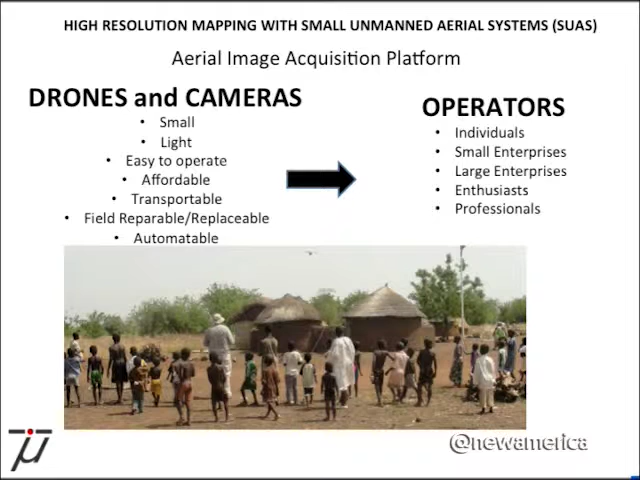 HIGH RESOLUTION MAPPING WITH SMALL UNMANNED AERIAL SYSTEMS (SUAS)
Aerial Image Acquisition Platform
DRONES and CAMERAS
• Small
• Light
• Easy to operate
• Affordable
• Transportable
• Field Reparable/Replaceable
• Automatable
OPERATORS
• Individuals
• Small Enterprises
• Large Enterprises
• Enthusiasts
• Professionals
@newamerica